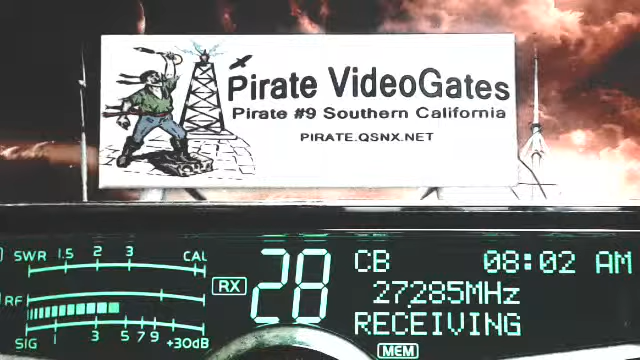 Pirate VideoGates
Pirate #9 Southern California
PIRATE.QSNX.NET
SWR 1.5 2 3 CAL
RF
SIG 1 3 5 7 9 +30dB
RX
28
CB 08:02 AM
27285MHz
RECEIVING
MEM